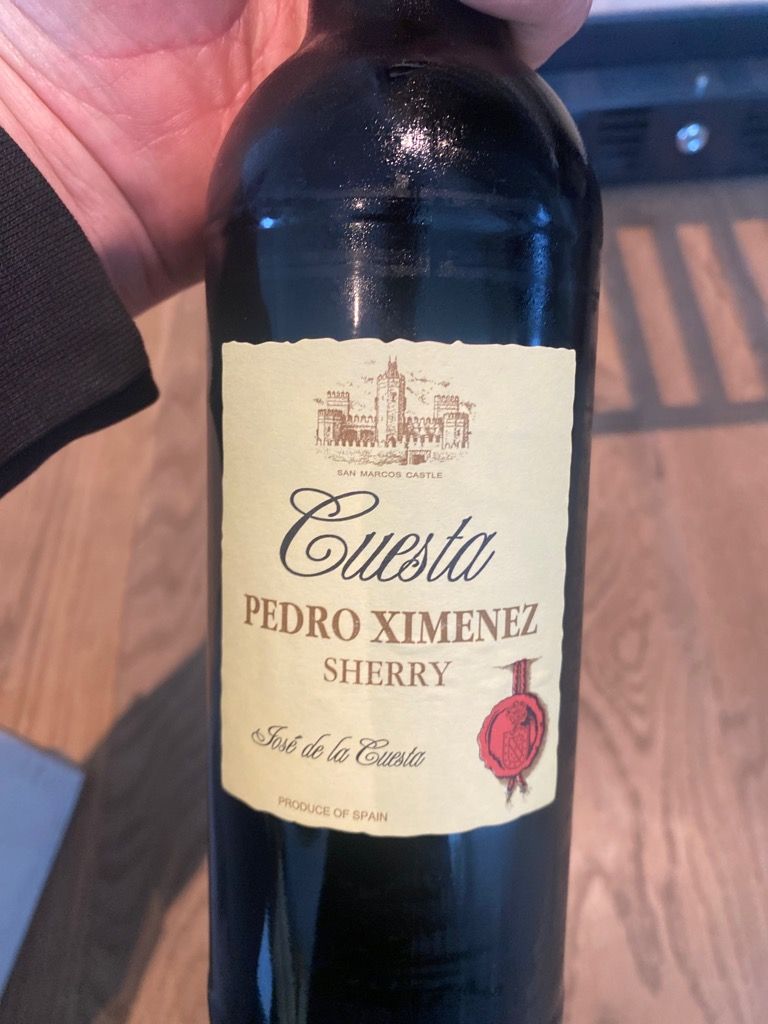 SAN MARCOS CASTLE
Cuesta
PEDRO XIMENEZ
SHERRY
José de la Cuesta
PRODUCE OF SPAIN